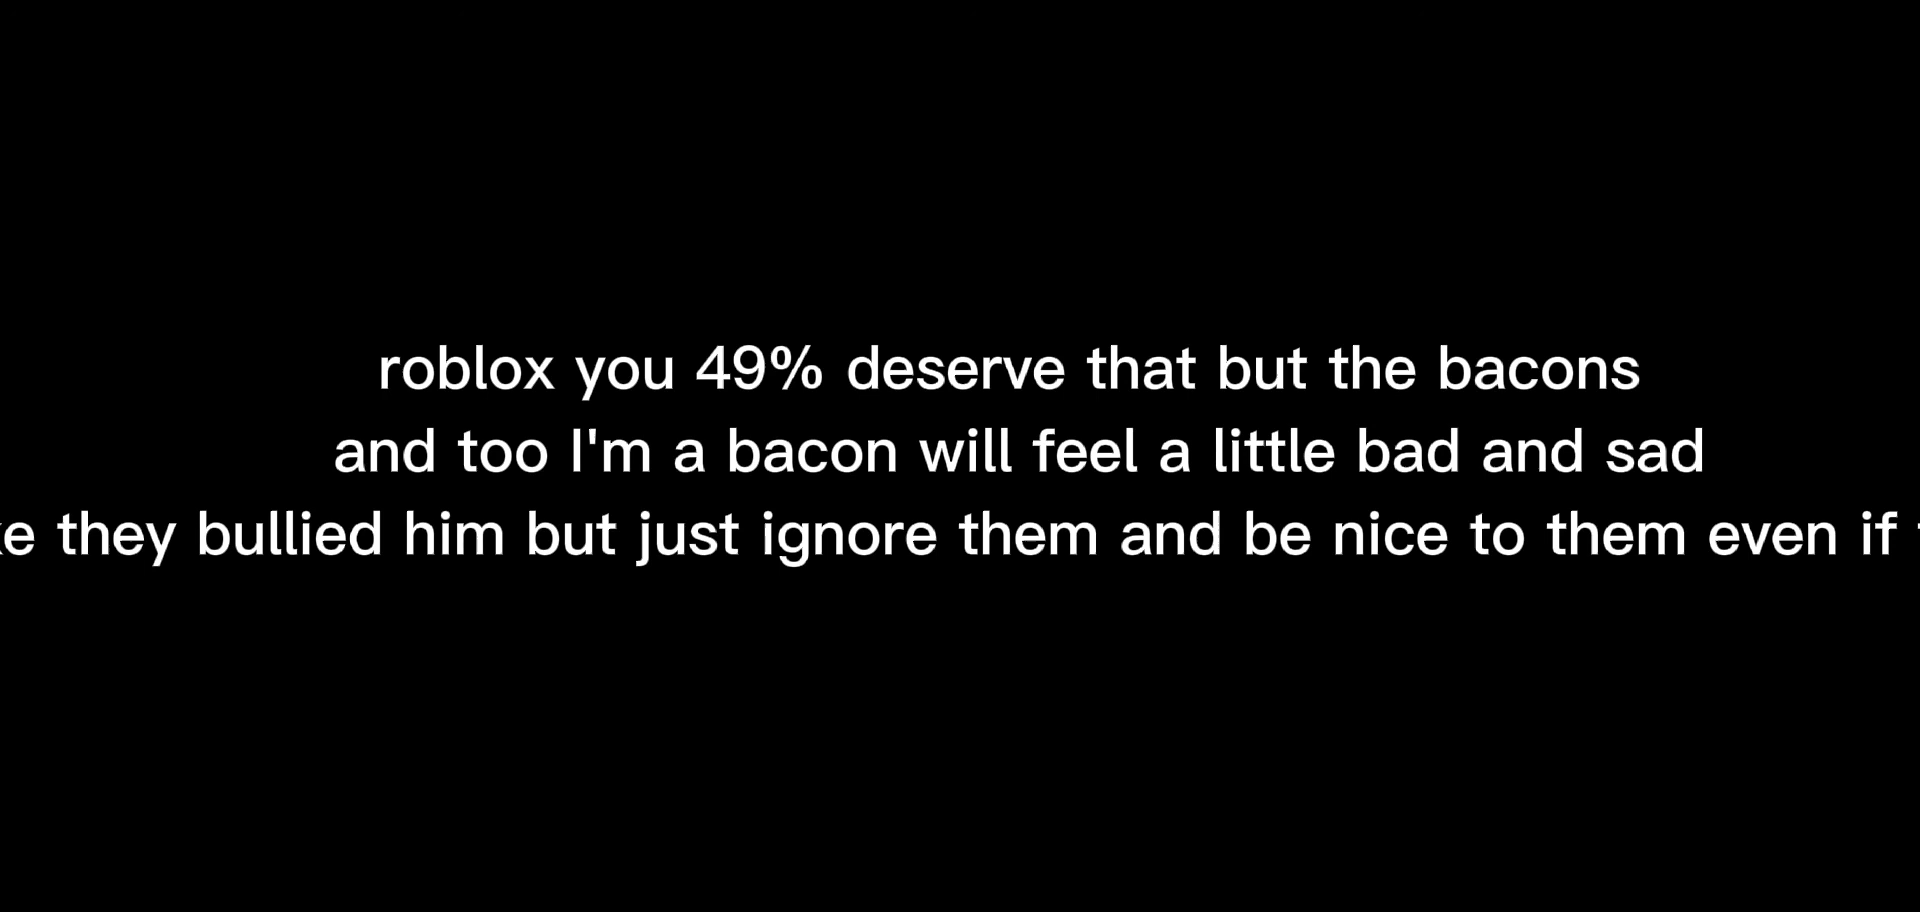 roblox you 49% deserve that but the bacons
and too I'm a bacon will feel a little bad and sad
they bullied him but just ignore them and be nice to them even if